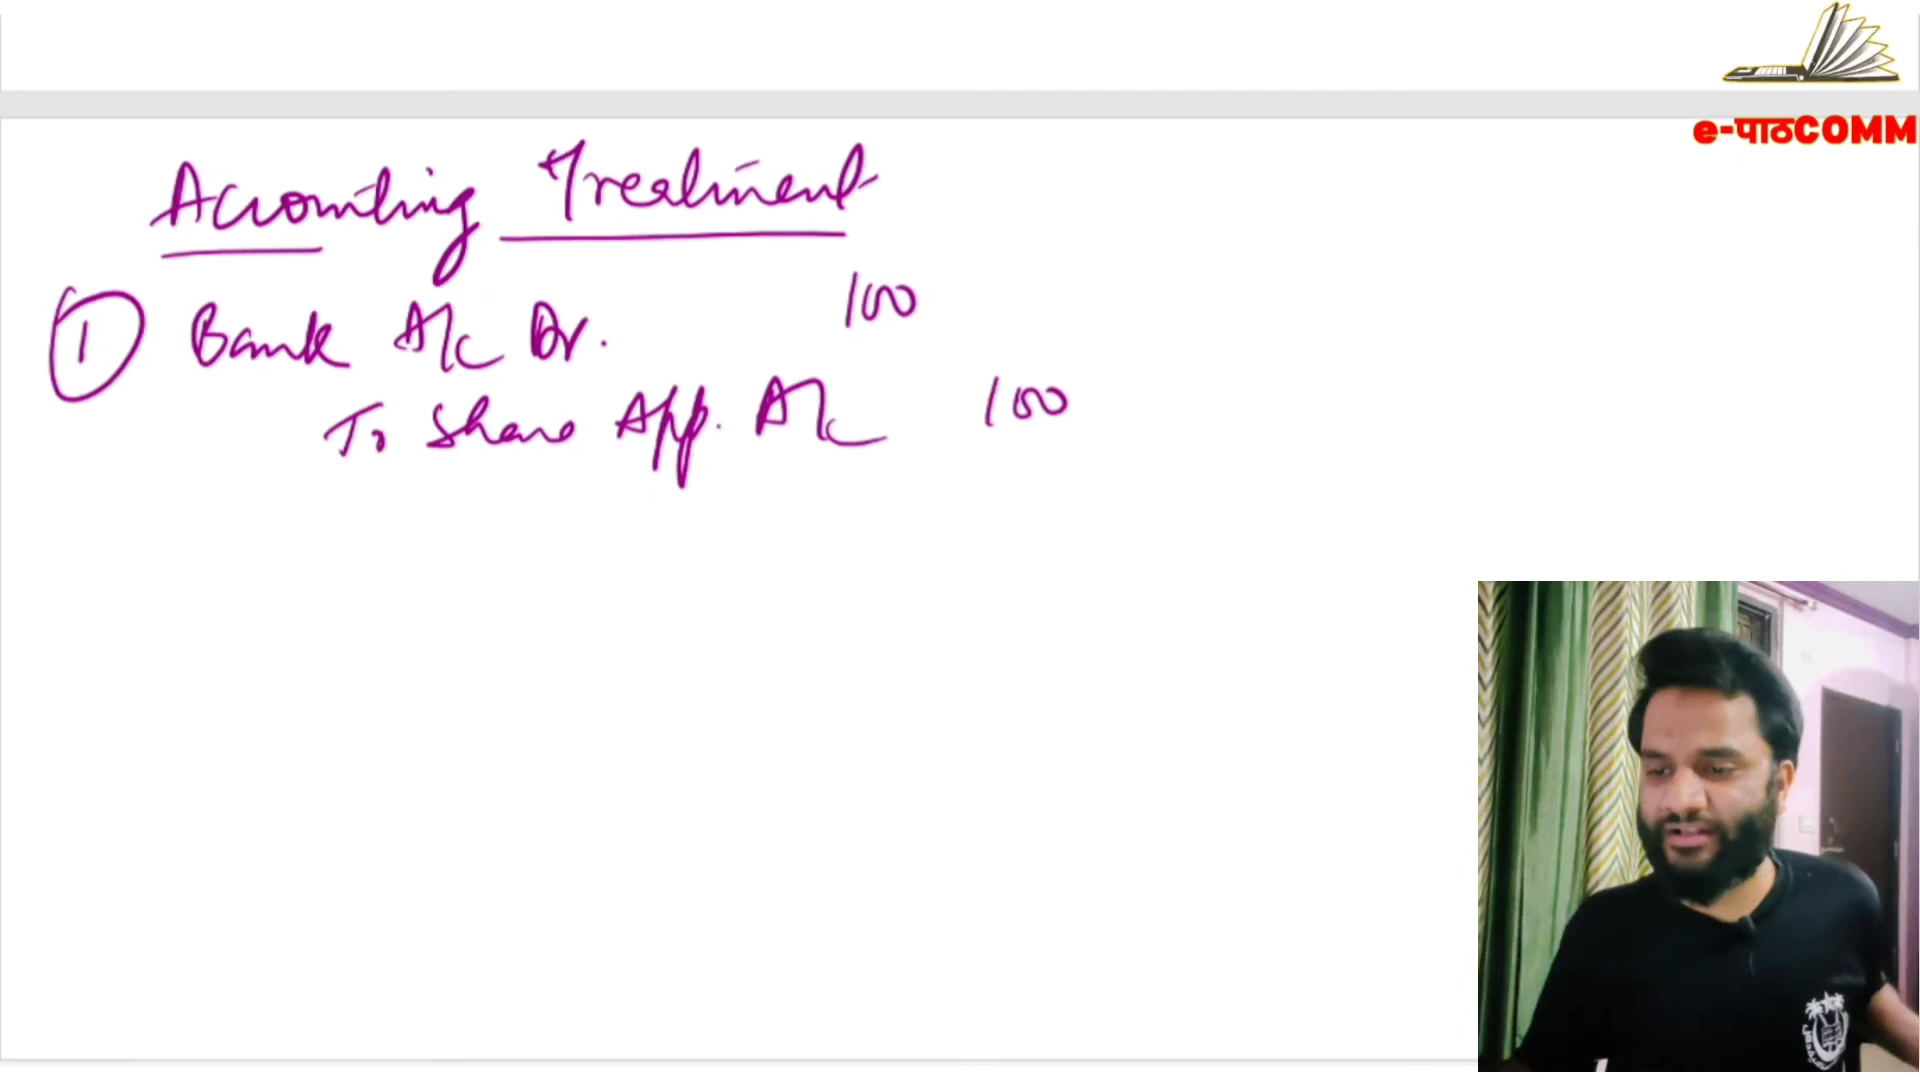 e-पाठCOMM
Accounting Treatment
① Bank A/c Dr. 100
To Share App. A/c 100